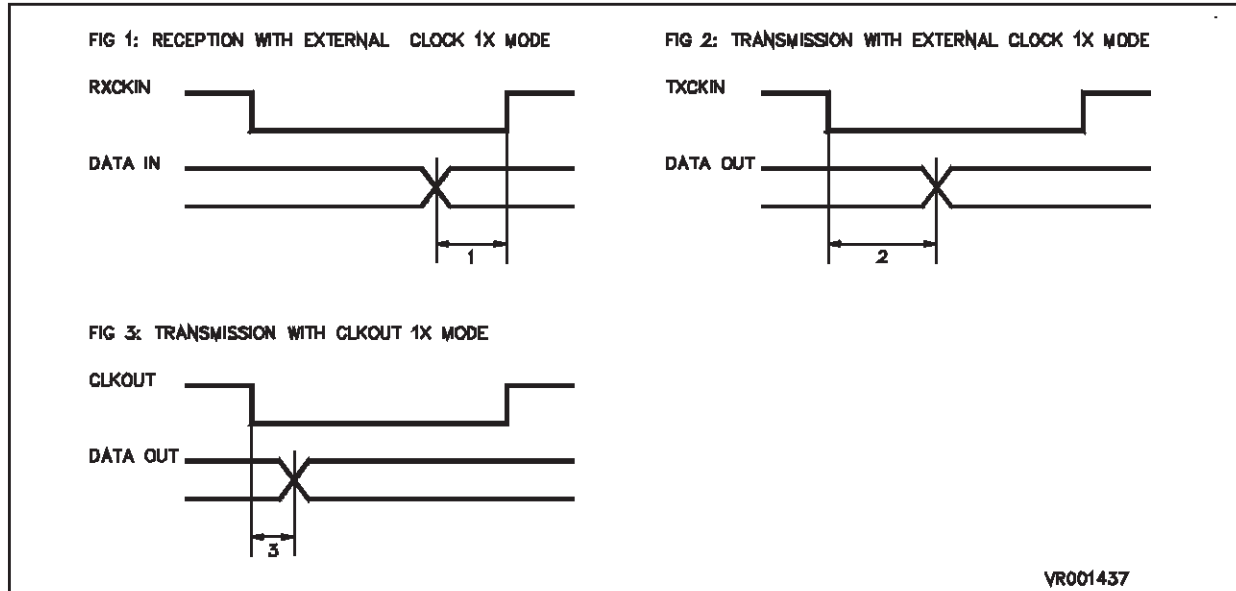 FIG 1: RECEPTION WITH EXTERNAL CLOCK 1X MODE
RXCKIN
DATA IN
1
FIG 2: TRANSMISSION WITH EXTERNAL CLOCK 1X MODE
TXCKIN
DATA OUT
2
FIG 3: TRANSMISSION WITH CLKOUT 1X MODE
CLKOUT
DATA OUT
3
VR001437